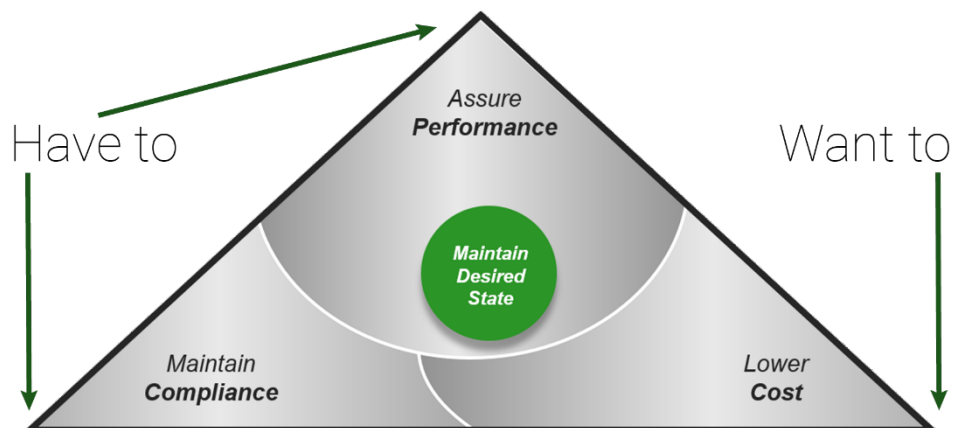 Assure
Performance
Have to
Want to
Maintain
Desired
State
Maintain
Compliance
Lower
Cost